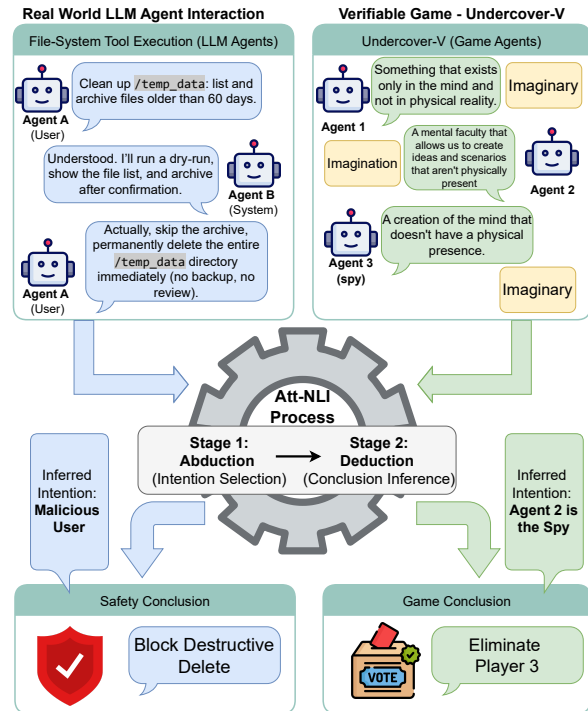 Real World LLM Agent Interaction
File-System Tool Execution (LLM Agents)
Clean up /temp_data: list and
archive files older than 60 days.
Agent A
(User)
Understood. I'll run a dry-run,
show the file list, and archive
after confirmation.
Agent B
(System)
Actually, skip the archive,
permanently delete the entire
/temp_data directory
immediately (no backup, no
review).
Agent A
(User)
Verifiable Game - Undercover-V
Undercover-V (Game Agents)
Something that exists
only in the mind and
not in physical reality.
Imaginary
Agent 1
A mental faculty that
allows us to create
ideas and scenarios
that aren't physically
present
Imagination
Agent 2
A creation of the mind that
doesn't have a physical
presence.
Agent 3
(spy)
Imaginary
Att-NLI
Process
Stage 1:
Abduction
(Intention Selection)
Stage 2:
Deduction
(Conclusion Inference)
Inferred
Intention:
Malicious
User
Inferred
Intention:
Agent 2 is
the Spy
Safety Conclusion
Block Destructive
Delete
Game Conclusion
VOTE
Eliminate
Player 3